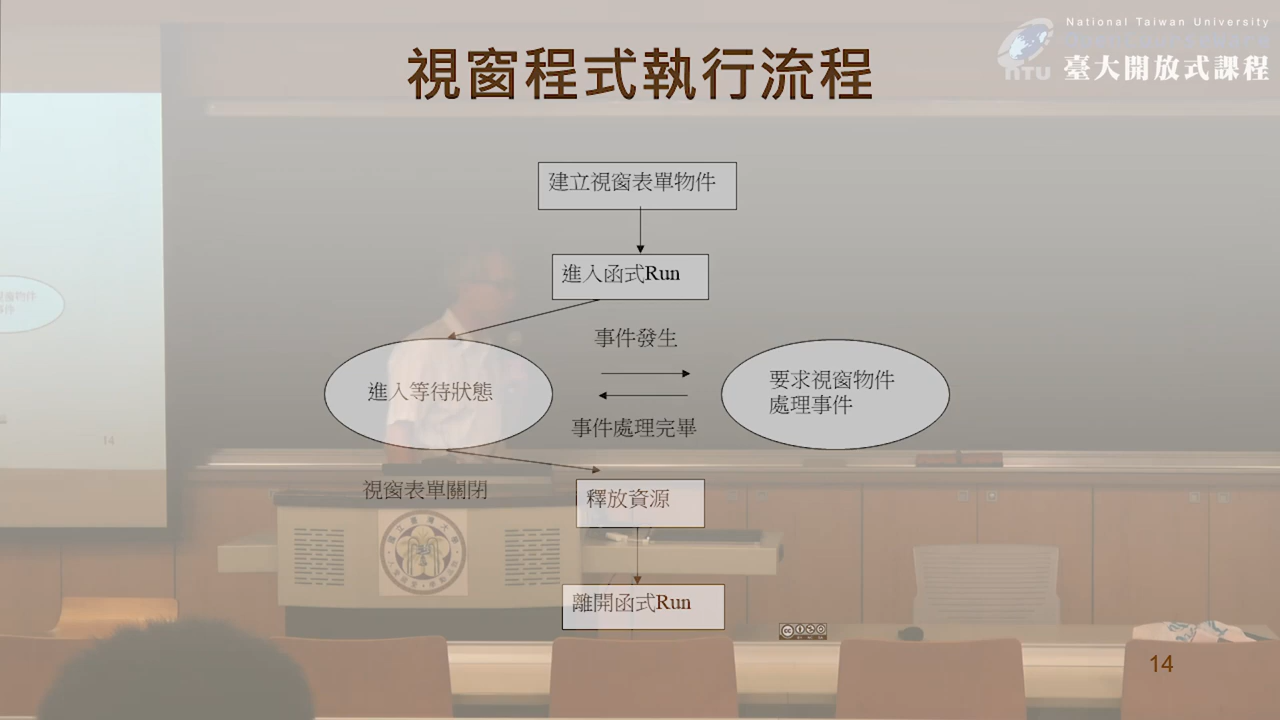 National Taiwan University
臺大開放式課程
NTU
視窗程式執行流程
建立視窗表單物件
進入函式Run
事件發生
進入等待狀態
要求視窗物件
處理事件
事件處理完畢
視窗表單關閉
釋放資源
離開函式Run
14
14